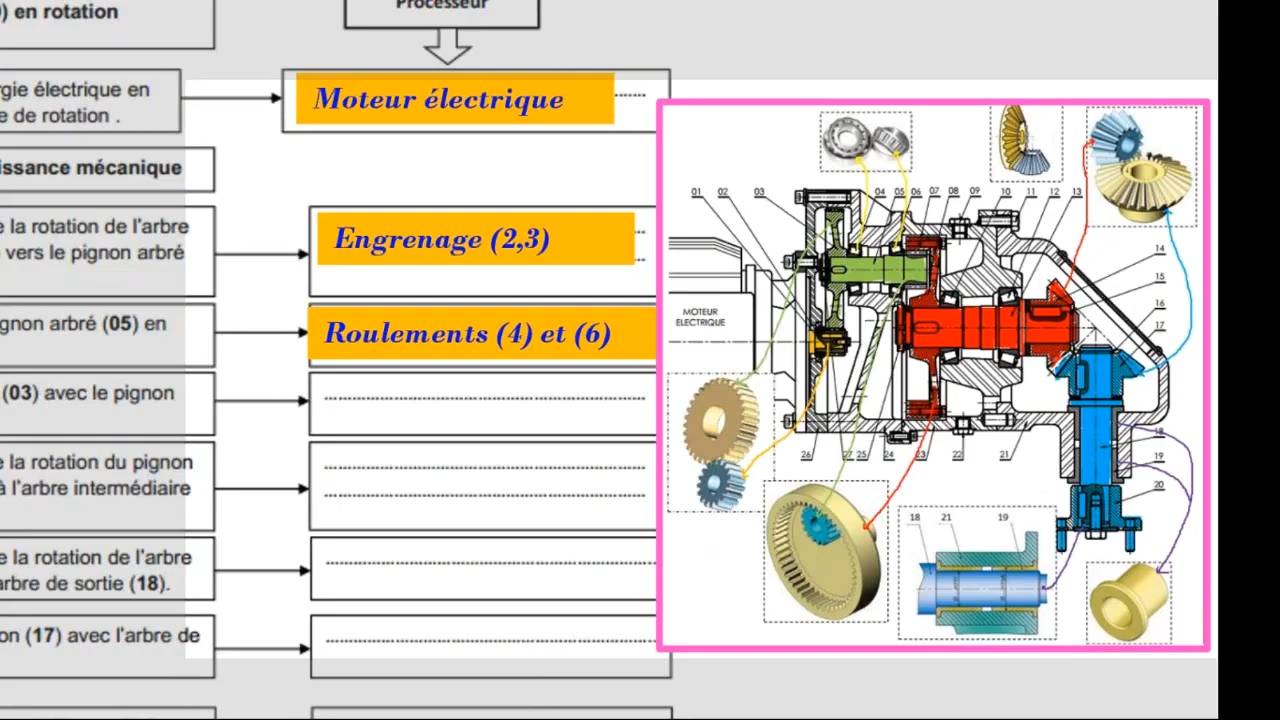 ) en rotation
Processeur
rgie électrique en
e de rotation .
Moteur électrique
issance mécanique
e la rotation de l'arbre
vers le pignon arbré
Engrenage (2,3)
ignon arbré (05) en
Roulements (4) et (6)
(03) avec le pignon
e la rotation du pignon
à l'arbre intermédiaire
e la rotation de l'arbre
arbre de sortie (18).
on (17) avec l'arbre de
01 02 03 04 05 06 07 08 09 10 11 12 13
14
15
16
17
MOTEUR
ELECTRIQUE
18
19
20
26 27 25 24 23 22 21
18 21 19